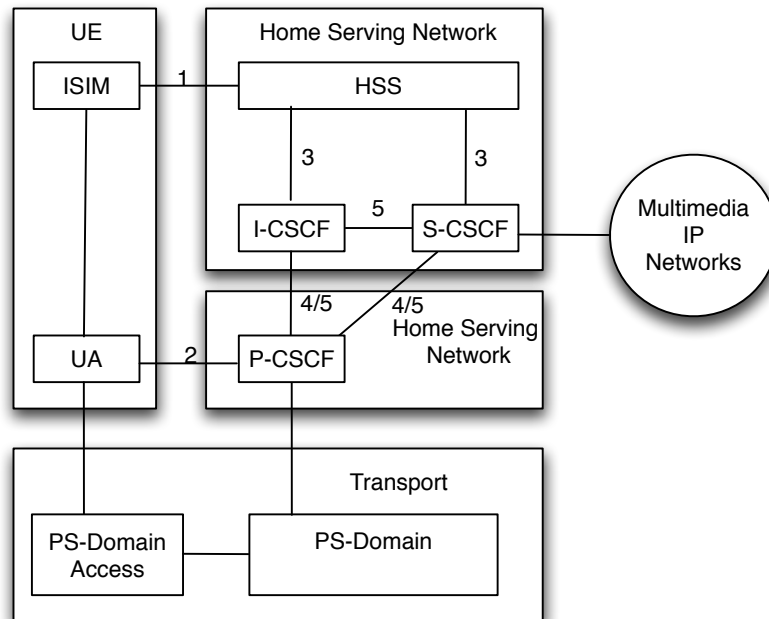 UE
Home Serving Network
ISIM
1
HSS
3
3
I-CSCF
5
S-CSCF
Multimedia
IP
Networks
4/5
4/5
Home Serving
Network
UA
2
P-CSCF
Transport
PS-Domain
Access
PS-Domain